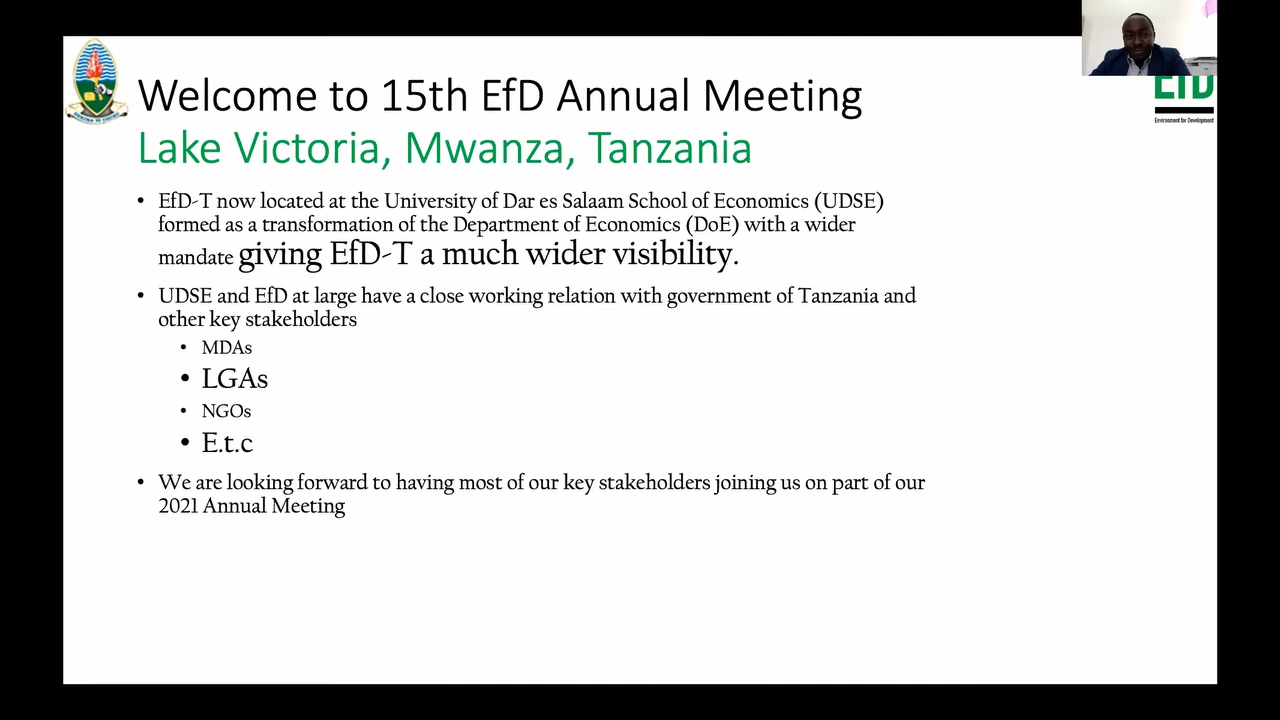 Welcome to 15th EfD Annual Meeting
Lake Victoria, Mwanza, Tanzania
EfD
Environment for Development
• EfD-T now located at the University of Dar es Salaam School of Economics (UDSE)
formed as a transformation of the Department of Economics (DoE) with a wider
mandate giving EfD-T a much wider visibility.
• UDSE and EfD at large have a close working relation with government of Tanzania and
other key stakeholders
• MDAs
• LGAs
• NGOs
• E.t.c
• We are looking forward to having most of our key stakeholders joining us on part of our
2021 Annual Meeting